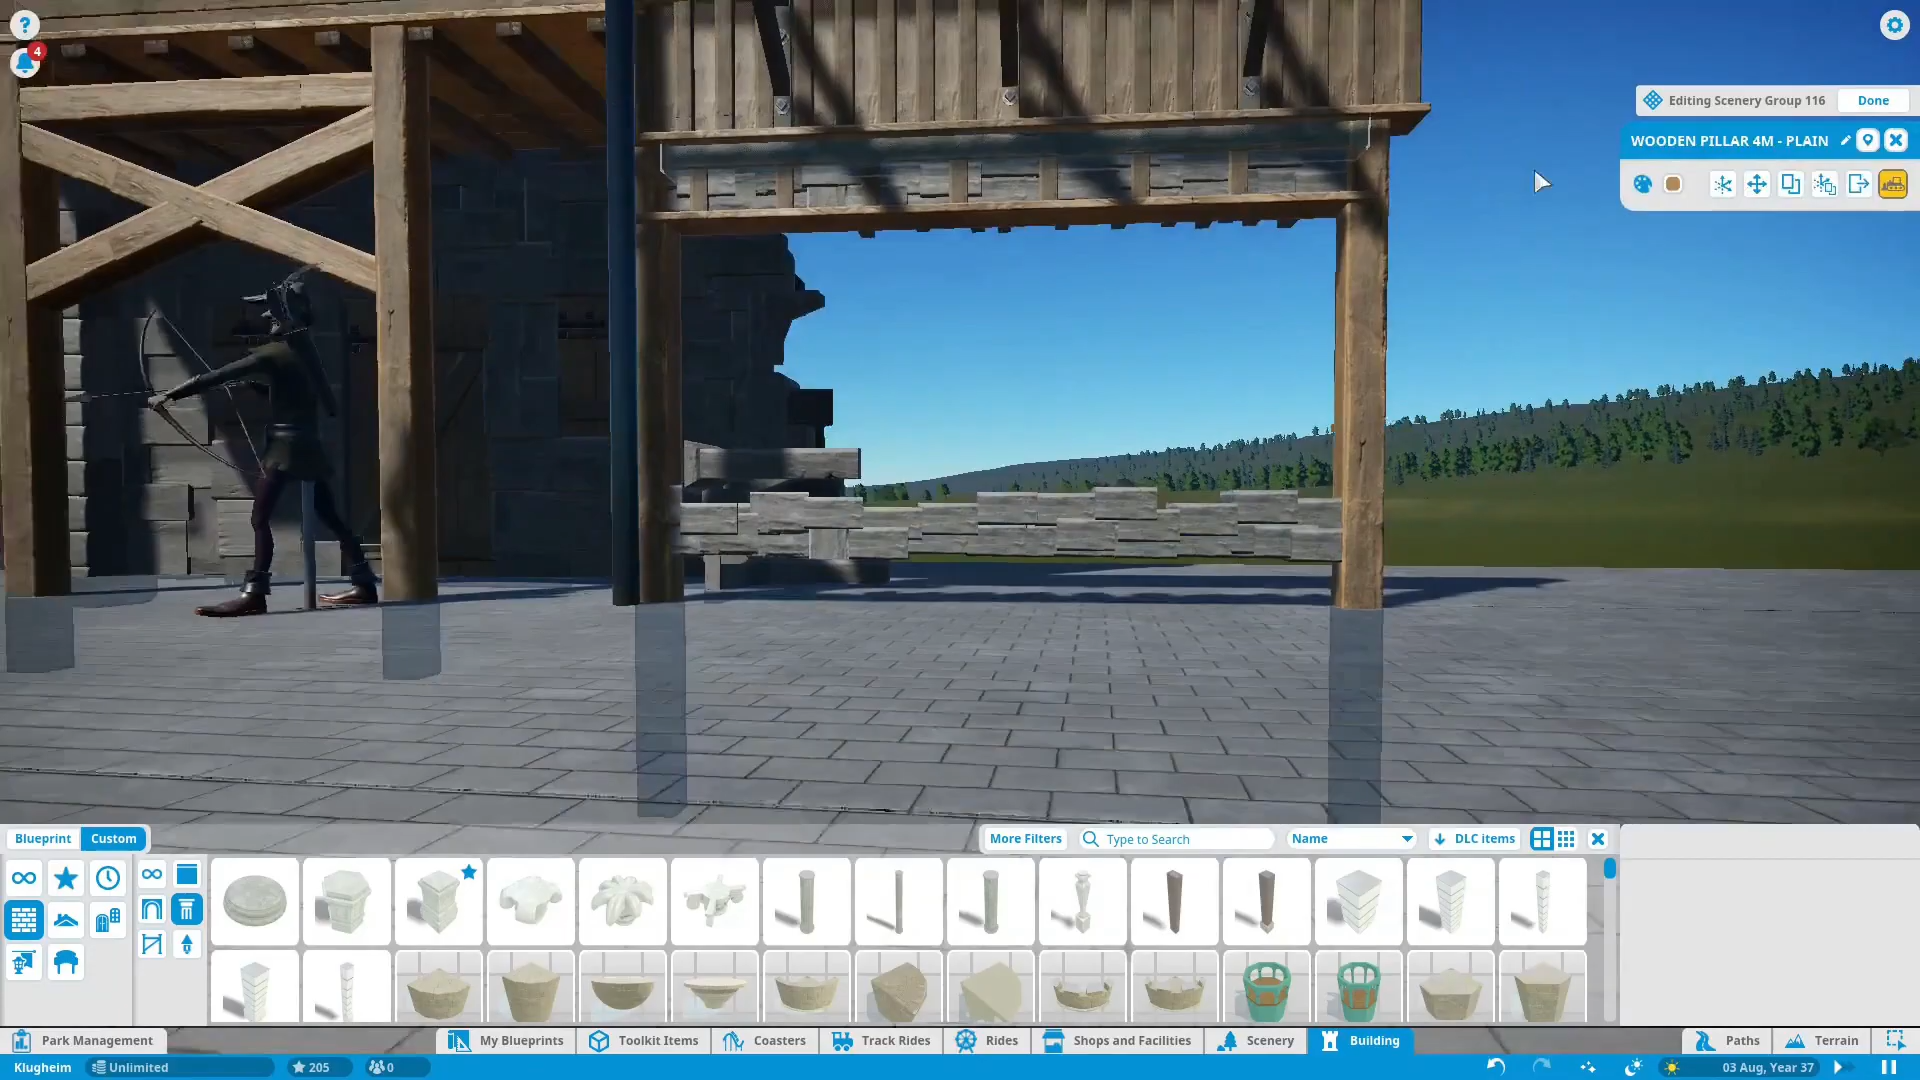 ?
4
Editing Scenery Group 116 Done
WOODEN PILLAR 4M - PLAIN
Blueprint Custom More Filters Type to Search Name DLC items
Park Management My Blueprints Toolkit Items Coasters Track Rides Rides Shops and Facilities Scenery Building Paths Terrain
Klugheim Unlimited 205 0 03 Aug, Year 37